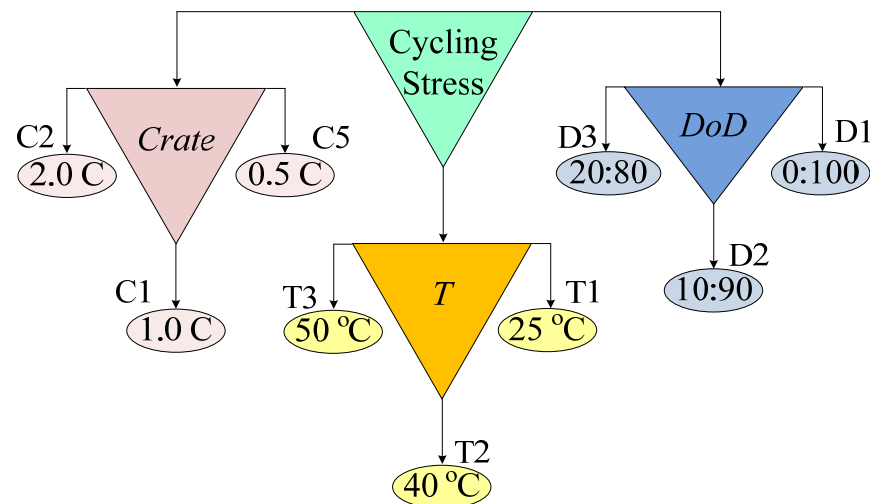 Cycling
Stress
Crate
C2
2.0 C
C5
0.5 C
C1
1.0 C
DoD
D3
20:80
D1
0:100
D2
10:90
T
T3
50 °C
T1
25 °C
T2
40 °C